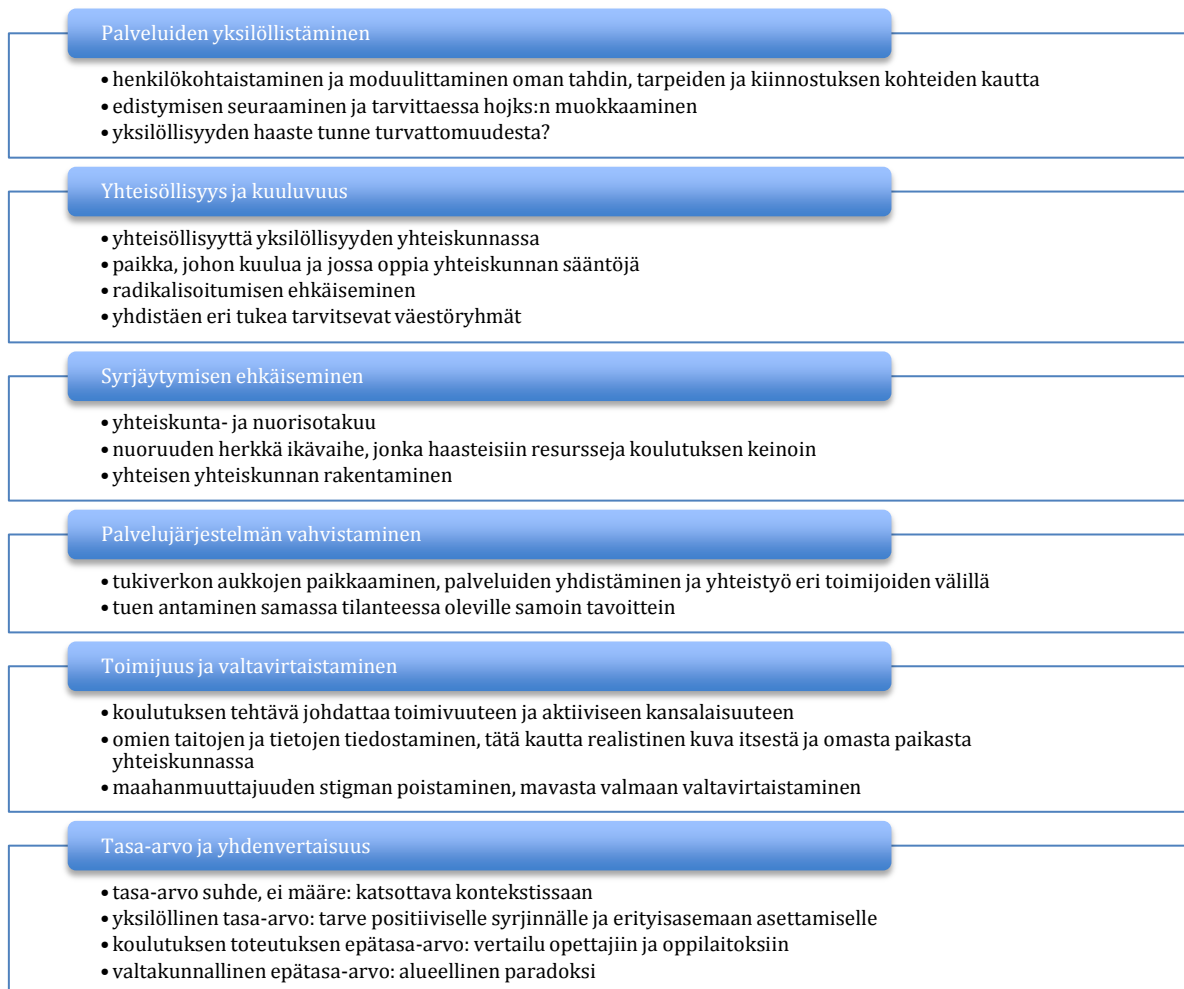 Palveluiden yksilöllistäminen
•henkilökohtaistaminen ja moduulittaminen oman tahdin, tarpeiden ja kiinnostuksen kohteiden kautta
•edistymisen seuraaminen ja tarvittaessa hojks:n muokkaaminen
•yksilöllisyyden haaste tunne turvattomuudesta?
Yhteisöllisyys ja kuuluvuus
•yhteisöllisyyttä yksilöllisyyden yhteiskunnassa
•paikka, johon kuulua ja jossa oppia yhteiskunnan sääntöjä
•radikalisoitumisen ehkäiseminen
•yhdistäen eri tukea tarvitsevat väestöryhmät
Syrjäytymisen ehkäiseminen
•yhteiskunta- ja nuorisotakuu
•nuoruuden herkkä ikävaihe, jonka haasteisiin resursseja koulutuksen keinoin
•yhteisen yhteiskunnan rakentaminen
Palvelujärjestelmän vahvistaminen
•tukiverkon aukkojen paikkaaminen, palveluiden yhdistäminen ja yhteistyö eri toimijoiden välillä
•tuen antaminen samassa tilanteessa oleville samoin tavoittein
Toimijuus ja valtavirtaistaminen
•koulutuksen tehtävä johdattaa toimivuuteen ja aktiiviseen kansalaisuuteen
•omien taitojen ja tietojen tiedostaminen, tätä kautta realistinen kuva itsestä ja omasta paikasta
yhteiskunnassa
•maahanmuuttajuuden stigman poistaminen, mavasta valmaan valtavirtaistaminen
Tasa-arvo ja yhdenvertaisuus
•tasa-arvo suhde, ei määre: katsottava kontekstissaan
•yksilöllinen tasa-arvo: tarve positiiviselle syrjinnälle ja erityisasemaan asettamiselle
•koulutuksen toteutuksen epätasa-arvo: vertailu opettajiin ja oppilaitoksiin
•valtakunnallinen epätasa-arvo: alueellinen paradoksi